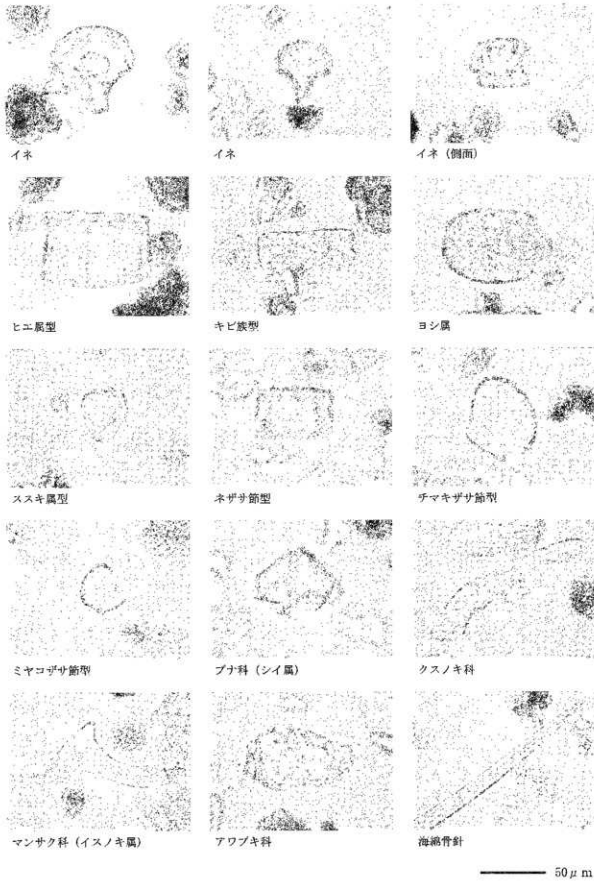 イネ
イネ
イネ（側面）
ヒエ属型
キビ族型
ヨシ属
ススキ属型
ネザサ節型
チマキザサ節型
ミヤコザサ節型
ブナ科（シイ属）
クスノキ科
マンサク科（イスノキ属）
アワブキ科
海綿骨針
50μm